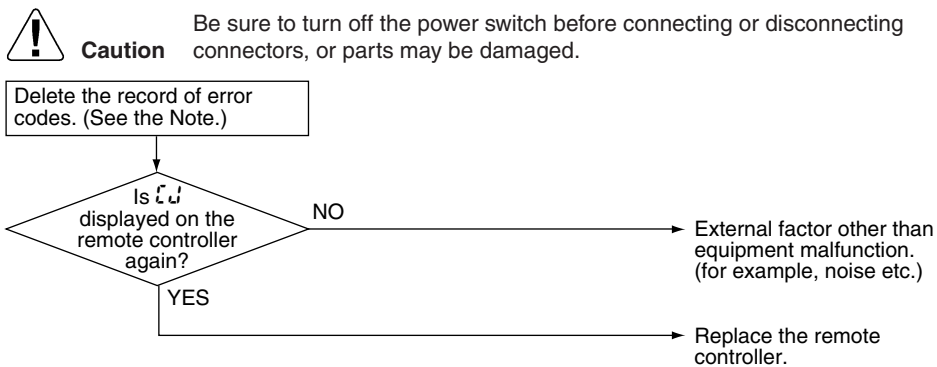 Be sure to turn off the power switch before connecting or disconnecting
Caution connectors, or parts may be damaged.
Delete the record of error
codes. (See the Note.)
Is CJ
displayed on the
remote controller
again?
NO
External factor other than
equipment malfunction.
(for example, noise etc.)
YES
Replace the remote
controller.